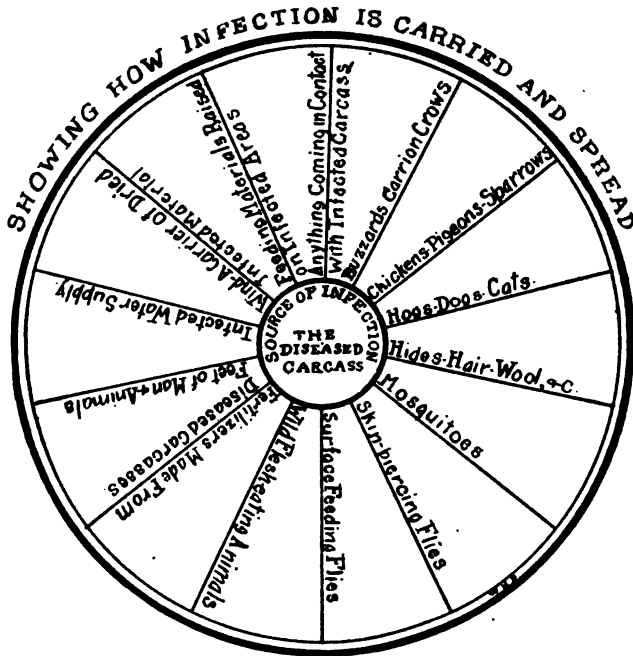 SHOWING HOW INFECTION IS CARRIED AND SPREAD
SOURCE OF INFECTION
THE
DISEASED
CARCASS
Anything Coming in Contact
with Infected Carcass
Buzzards Carrion Crows
Chickens-Pigeons-Sparrows
Hogs-Dogs-Cats.
Hides-Hair-Wool, &C.
Mosquitoes
Skin-piercing Flies
Surface Feeding Flies
Wild Flesh-eating Animals
Fertilizers Made From
Diseased Carcasses
Feet of Man & Animals
Infected Water Supply
Wind A Carrier of Dried
Infected Material
Feeding Materials Raised
on Infected Areas